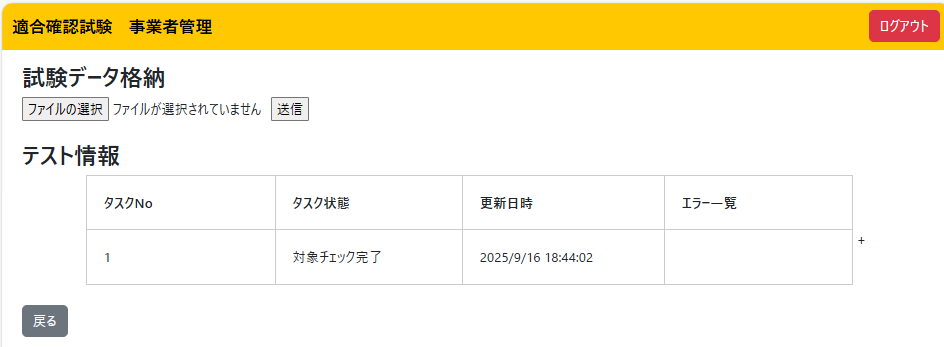 適合確認試験　事業者管理 ログアウト
試験データ格納
ファイルの選択 ファイルが選択されていません 送信
テスト情報
タスクNo タスク状態 更新日時 エラー一覧
1 対象チェック完了 2025/9/16 18:44:02
+
戻る